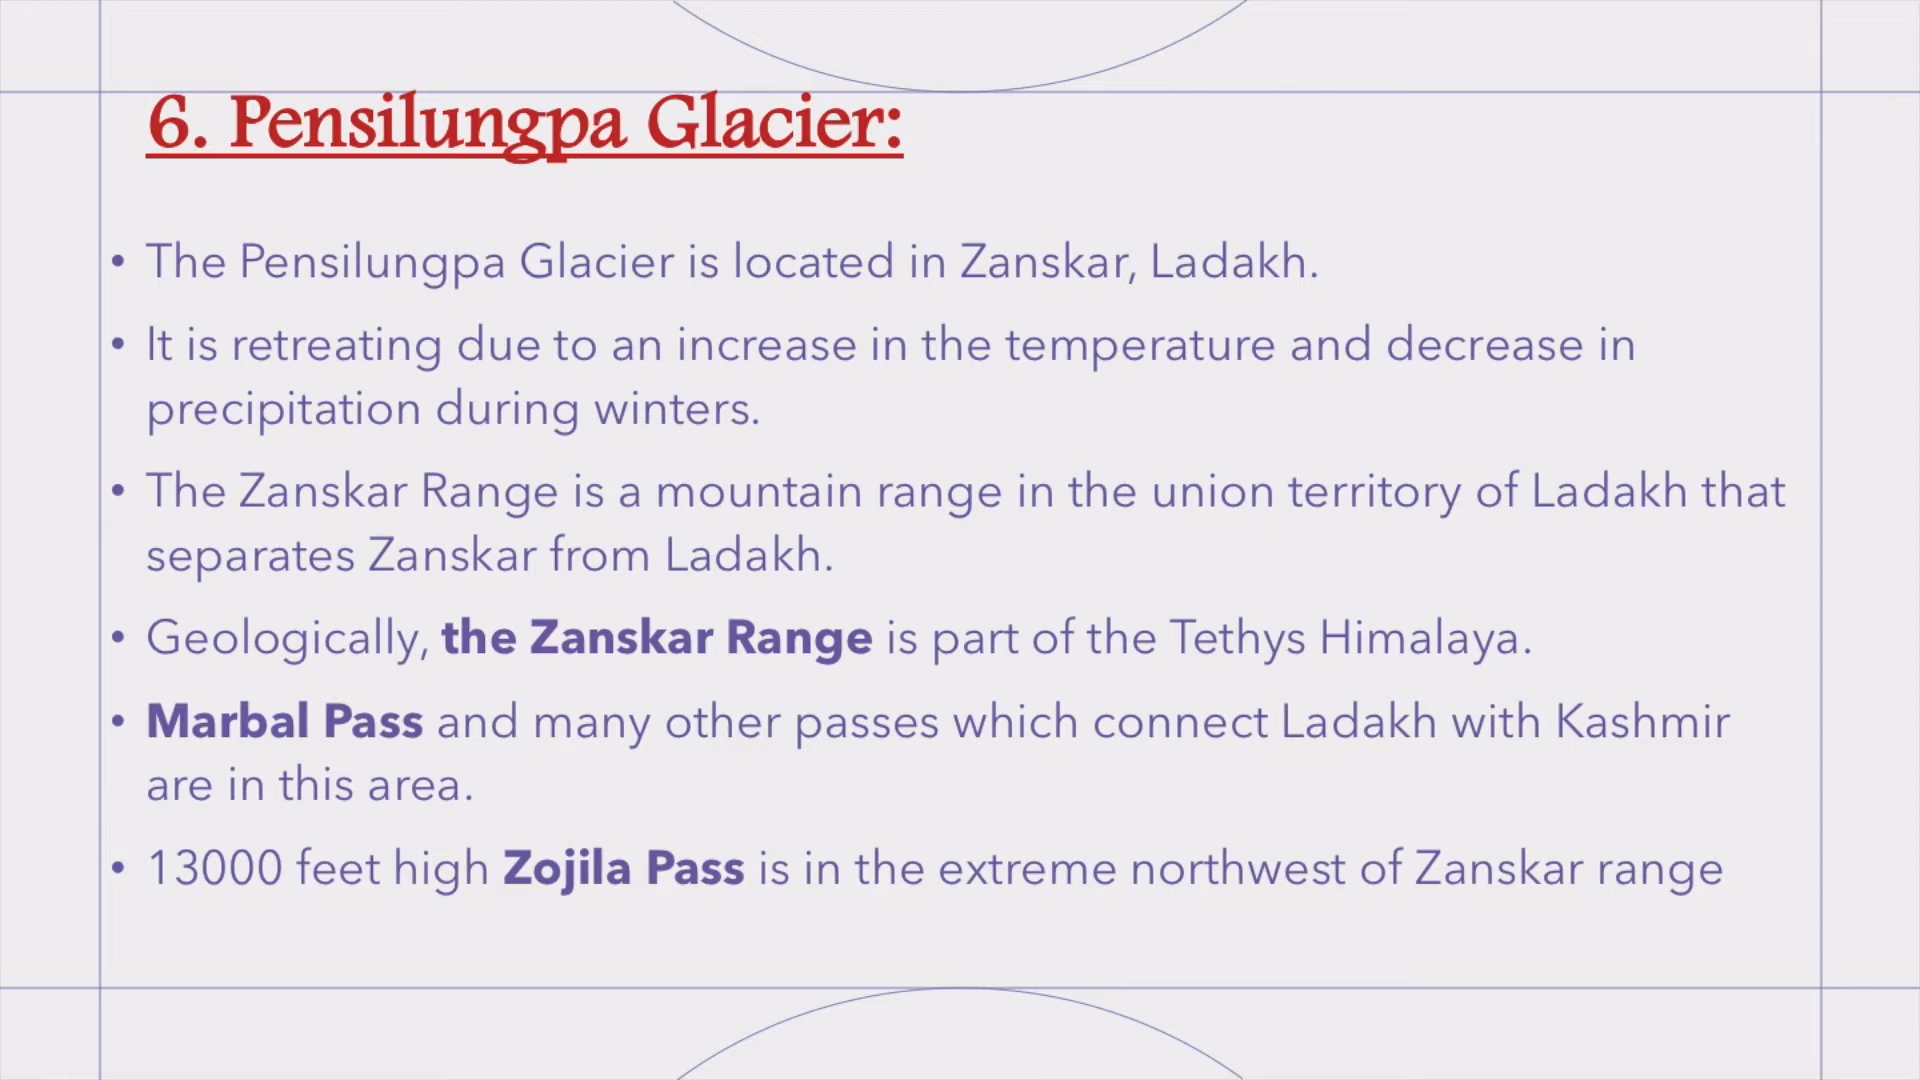 6. Pensilungpa Glacier:
• The Pensilungpa Glacier is located in Zanskar, Ladakh.
• It is retreating due to an increase in the temperature and decrease in
precipitation during winters.
• The Zanskar Range is a mountain range in the union territory of Ladakh that
separates Zanskar from Ladakh.
• Geologically, the Zanskar Range is part of the Tethys Himalaya.
• Marbal Pass and many other passes which connect Ladakh with Kashmir
are in this area.
• 13000 feet high Zojila Pass is in the extreme northwest of Zanskar range